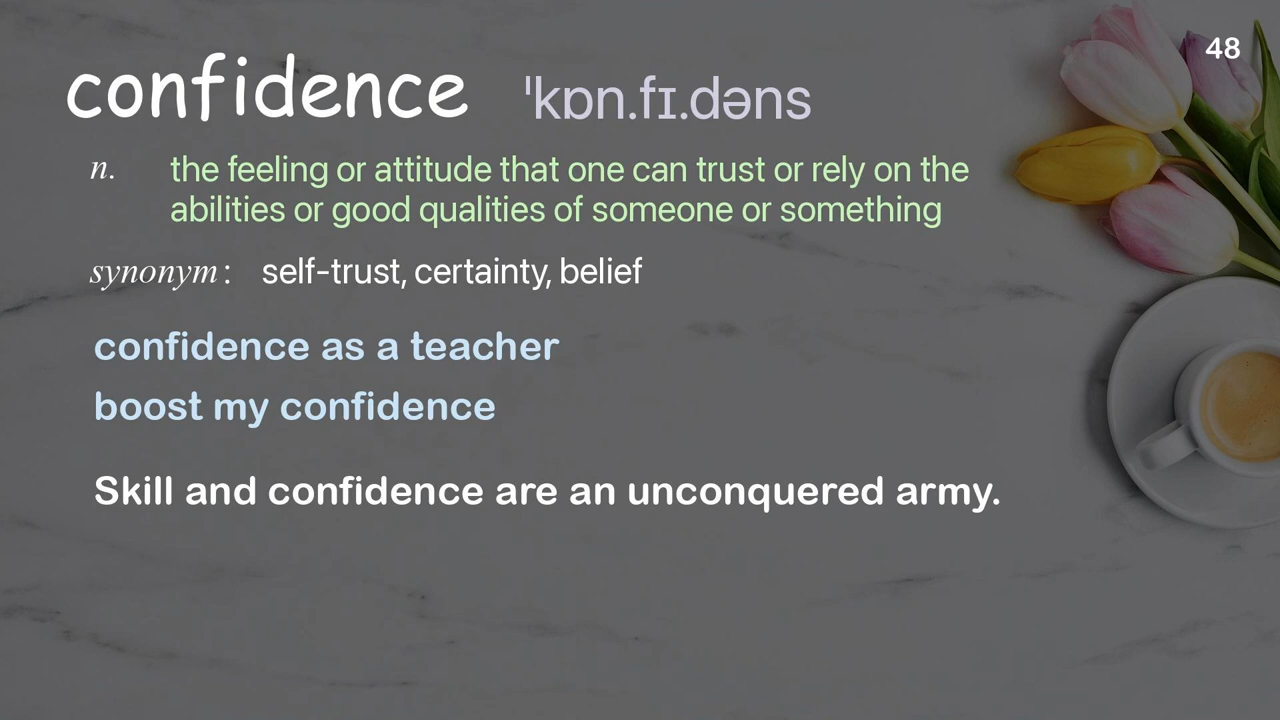 48
confidence ˈkɒn.fɪ.dəns
n. the feeling or attitude that one can trust or rely on the
abilities or good qualities of someone or something
synonym: self-trust, certainty, belief
confidence as a teacher
boost my confidence
Skill and confidence are an unconquered army.